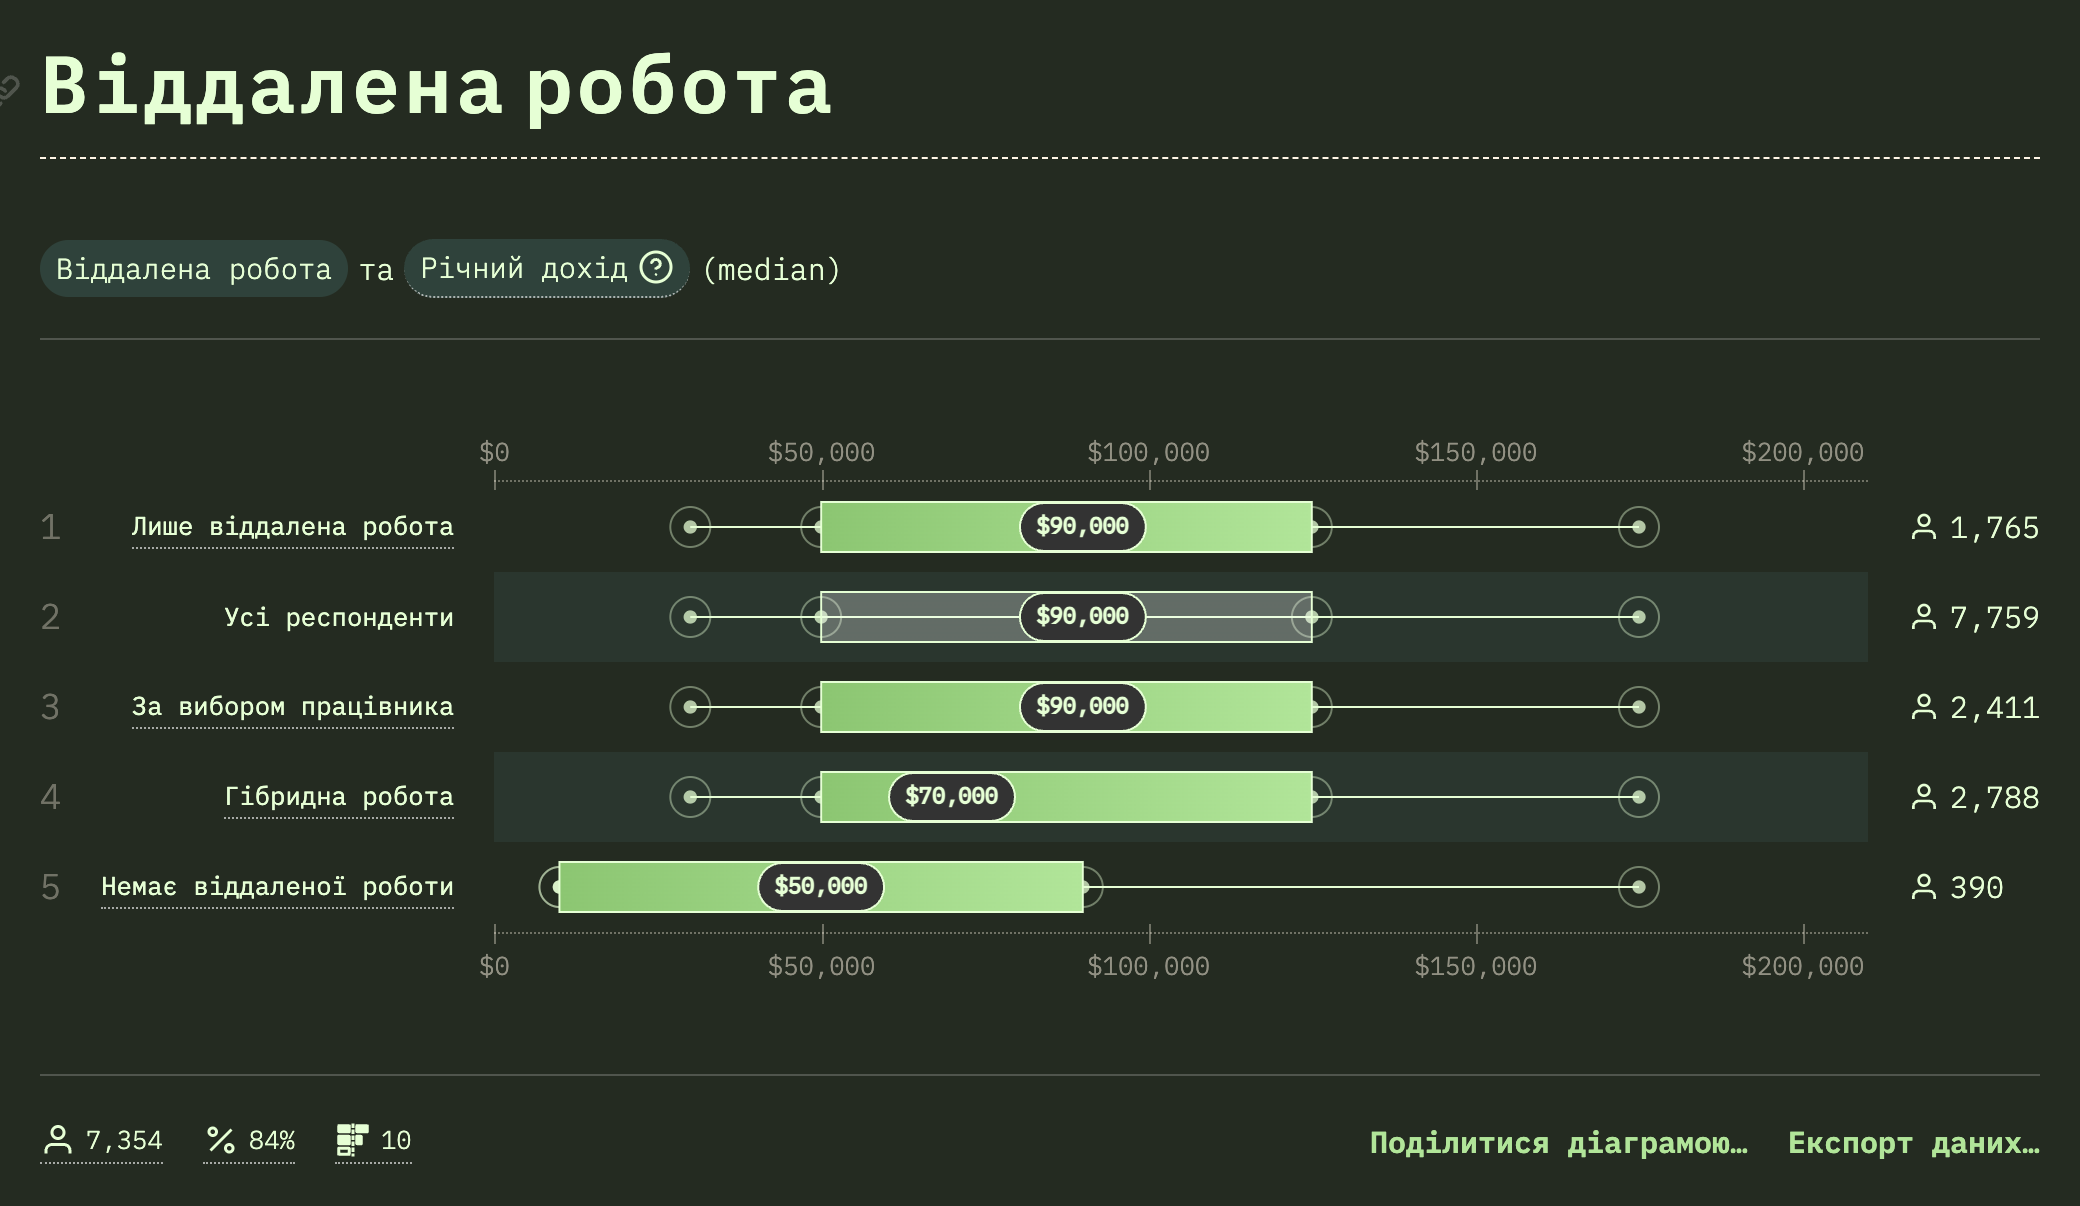 Віддалена робота
Віддалена робота та Річний дохід ? (median)
$0 $50,000 $100,000 $150,000 $200,000
1 Лише віддалена робота $90,000 1,765
2 Усі респонденти $90,000 7,759
3 За вибором працівника $90,000 2,411
4 Гібридна робота $70,000 2,788
5 Немає віддаленої роботи $50,000 390
$0 $50,000 $100,000 $150,000 $200,000
7,354 % 84% 10 Поділитися діаграмою… Експорт даних…